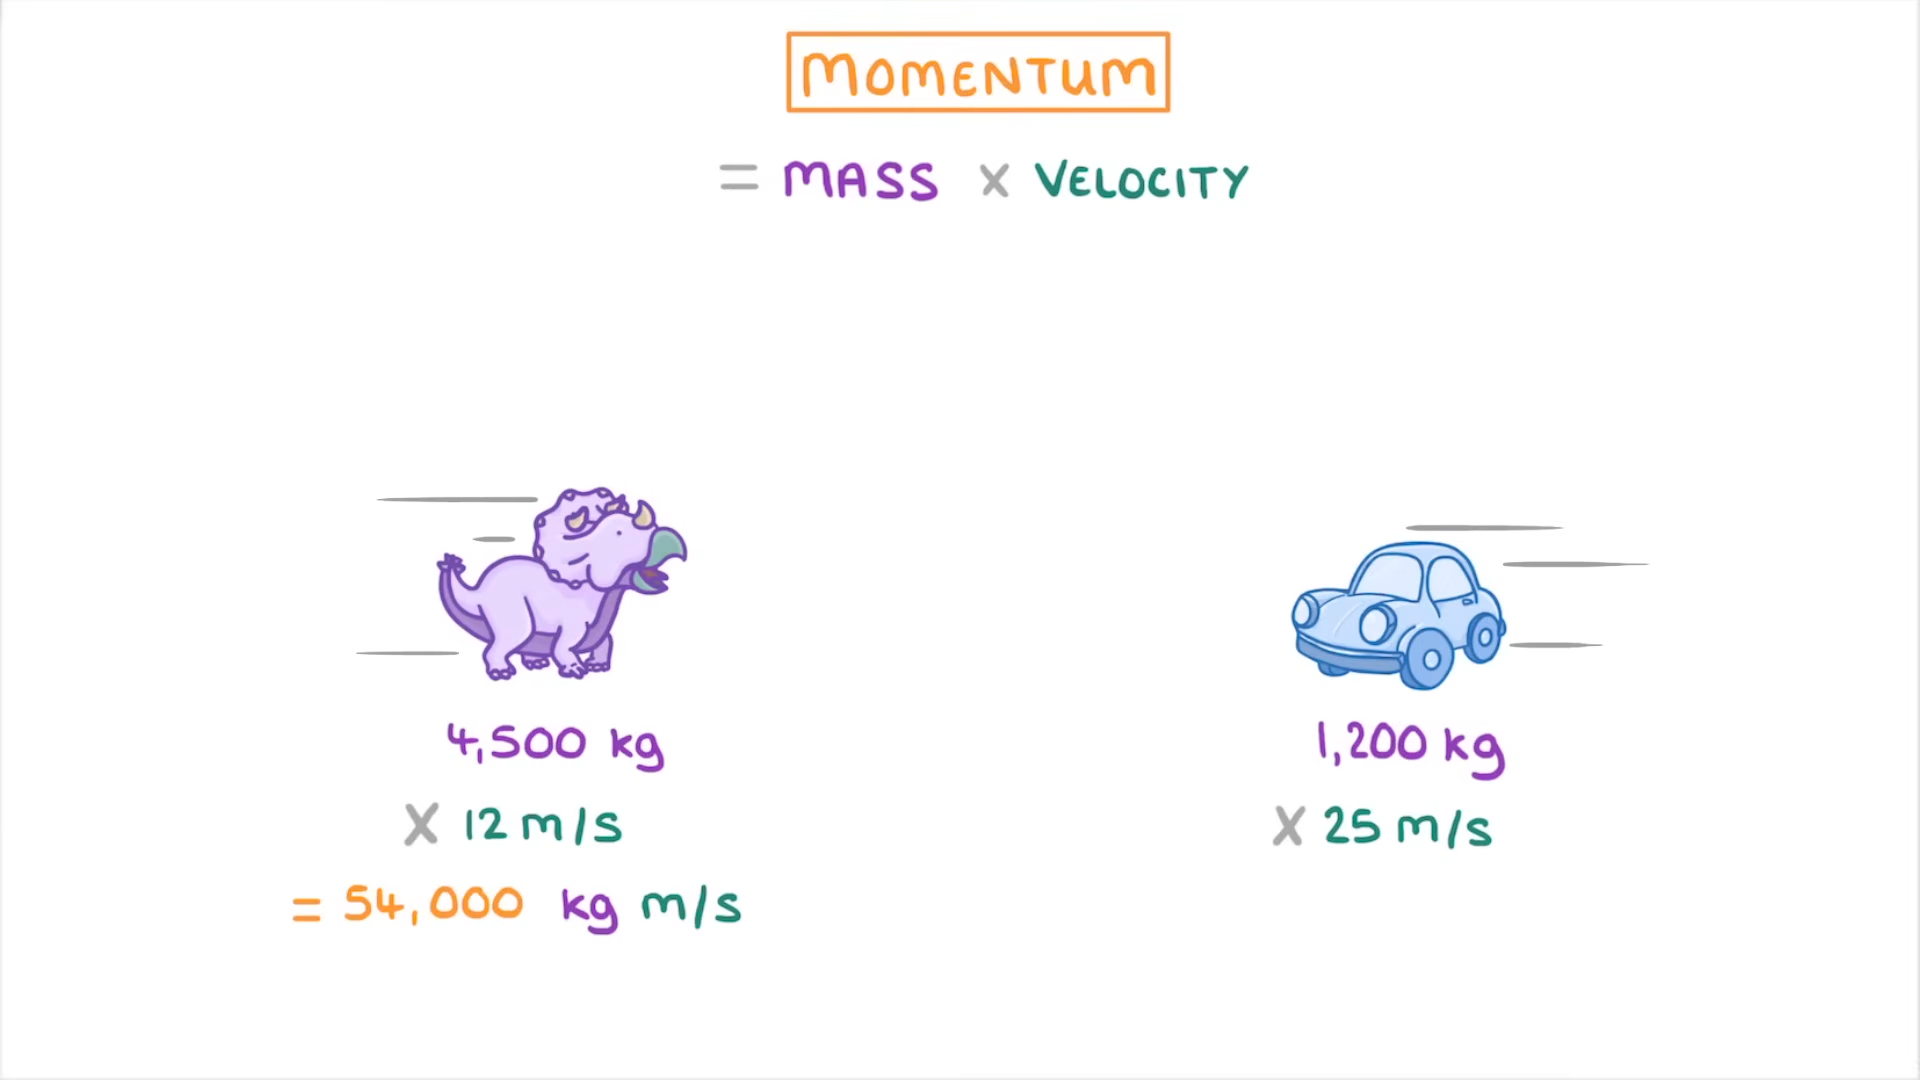 MOMENTUM
= MASS X VELOCITY
4,500 kg
X 12 m/s
= 54,000 kg m/s
1,200 kg
X 25 m/s